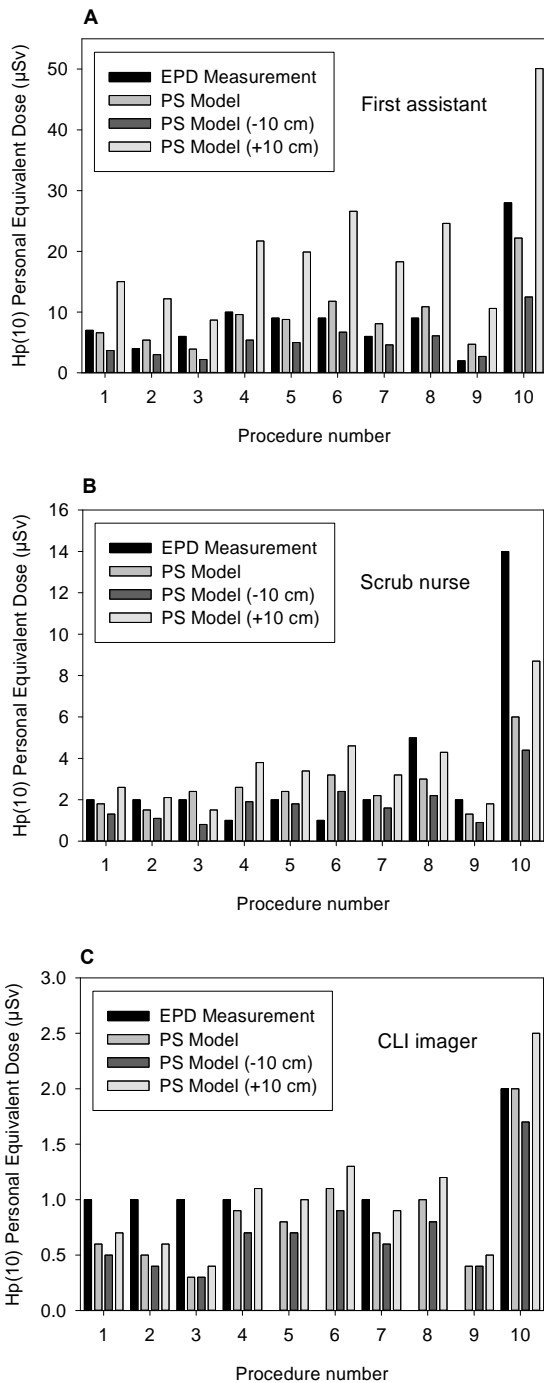 A
Hp(10) Personal Equivalent Dose (µSv)
50
40
30
20
10
0
EPD Measurement
PS Model
PS Model (-10 cm)
PS Model (+10 cm)
First assistant
1 2 3 4 5 6 7 8 9 10
Procedure number
B
Hp(10) Personal Equivalent Dose (µSv)
16
14
12
10
8
6
4
2
0
EPD Measurement
PS Model
PS Model (-10 cm)
PS Model (+10 cm)
Scrub nurse
1 2 3 4 5 6 7 8 9 10
Procedure number
C
Hp(10) Personal Equivalent Dose (µSv)
3.0
2.5
2.0
1.5
1.0
0.5
0.0
EPD Measurement
PS Model
PS Model (-10 cm)
PS Model (+10 cm)
CLI imager
1 2 3 4 5 6 7 8 9 10
Procedure number